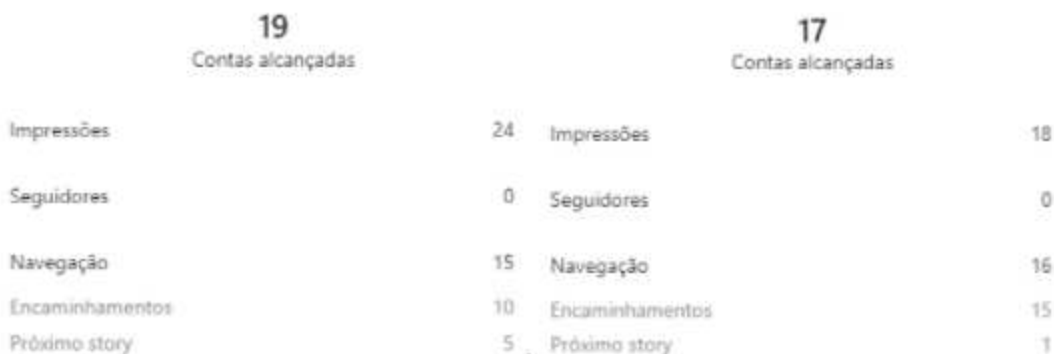 19
Contas alcançadas
Impressões 24
Seguidores 0
Navegação 15
Encaminhamentos 10
Próximo story 5
17
Contas alcançadas
Impressões 18
Seguidores 0
Navegação 16
Encaminhamentos 15
Próximo story 1